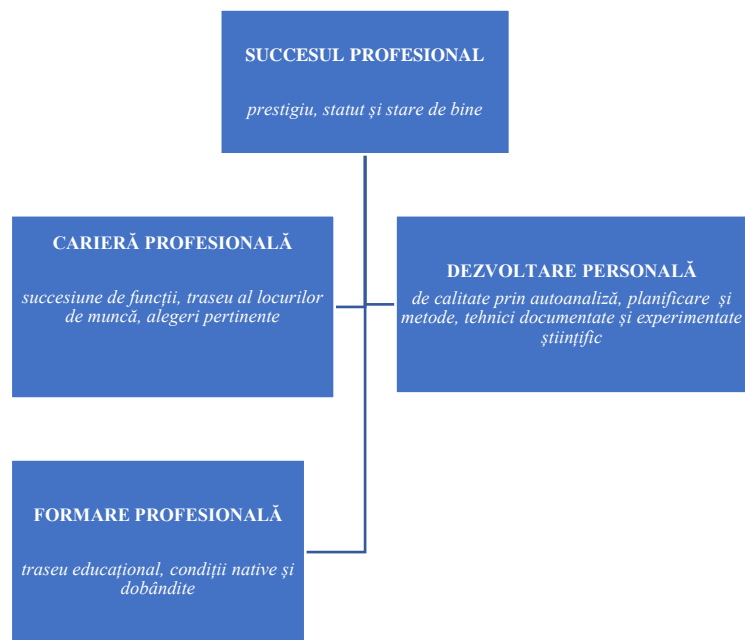 SUCCESUL PROFESIONAL
prestigiu, statut și stare de bine
CARIERĂ PROFESIONALĂ
succesiune de funcții, traseu al locurilor
de muncă, alegeri pertinente
DEZVOLTARE PERSONALĂ
de calitate prin autoanaliză, planificare și
metode, tehnici documentate și experimentate
științific
FORMARE PROFESIONALĂ
traseu educațional, condiții native și
dobândite